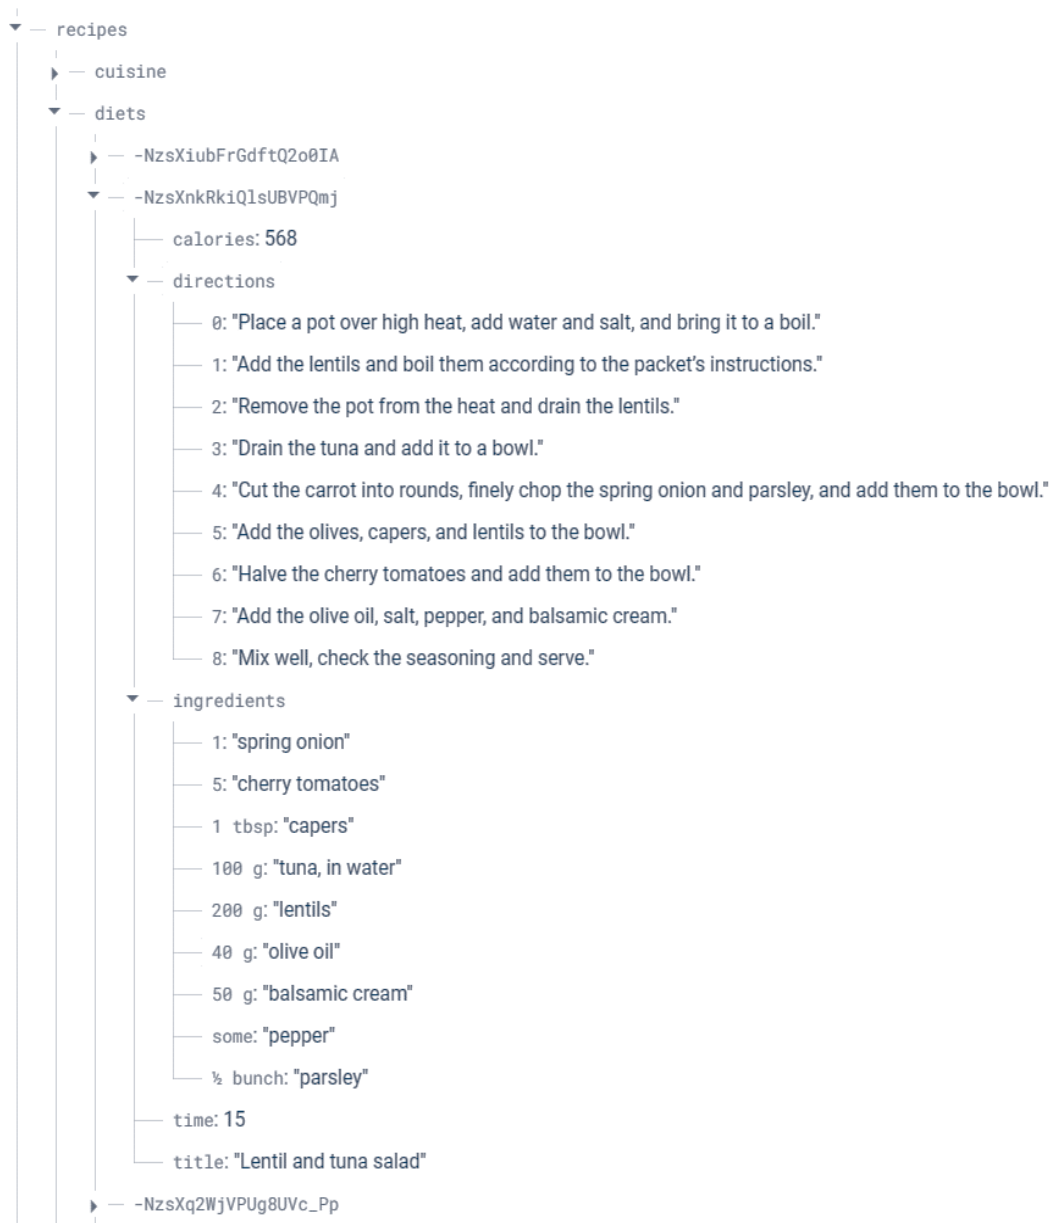 recipes
cuisine
diets
-NzsXiubFrGdftQ2o0IA
-NzsXnkRkiQlsUBVPQmj
calories: 568
directions
0: "Place a pot over high heat, add water and salt, and bring it to a boil."
1: "Add the lentils and boil them according to the packet's instructions."
2: "Remove the pot from the heat and drain the lentils."
3: "Drain the tuna and add it to a bowl."
4: "Cut the carrot into rounds, finely chop the spring onion and parsley, and add them to the bowl."
5: "Add the olives, capers, and lentils to the bowl."
6: "Halve the cherry tomatoes and add them to the bowl."
7: "Add the olive oil, salt, pepper, and balsamic cream."
8: "Mix well, check the seasoning and serve."
ingredients
1: "spring onion"
5: "cherry tomatoes"
1 tbsp: "capers"
100 g: "tuna, in water"
200 g: "lentils"
40 g: "olive oil"
50 g: "balsamic cream"
some: "pepper"
½ bunch: "parsley"
time: 15
title: "Lentil and tuna salad"
-NzsXq2WjVPUg8UVc_Pp